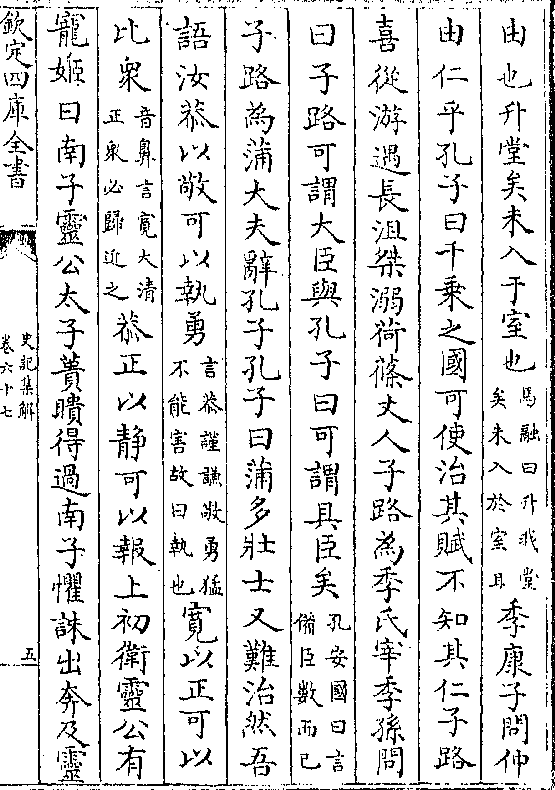 由也升堂矣未入于室也馬融曰升我堂矣未入於室耳季康子問仲
由仁乎孔子曰千乘之國可使治其賦不知其仁子路
喜從游遇長沮桀溺荷蓧丈人子路為季氏宰季孫問
曰子路可謂大臣與孔子曰可謂具臣矣孔安國曰言備臣數而已
子路為蒲大夫辭孔子孔子曰蒲多壯士又難治然吾
語汝恭以敬可以執勇言恭謹謙敬勇猛不能害故曰執也寛以正可以
比衆音鼻言寛大清正衆必歸近之恭正以静可以報上初衛靈公有
寵姬曰南子靈公太子蕢聵得過南子懼誅出奔及靈
欽定四庫全書
史記集解
卷六十七
五